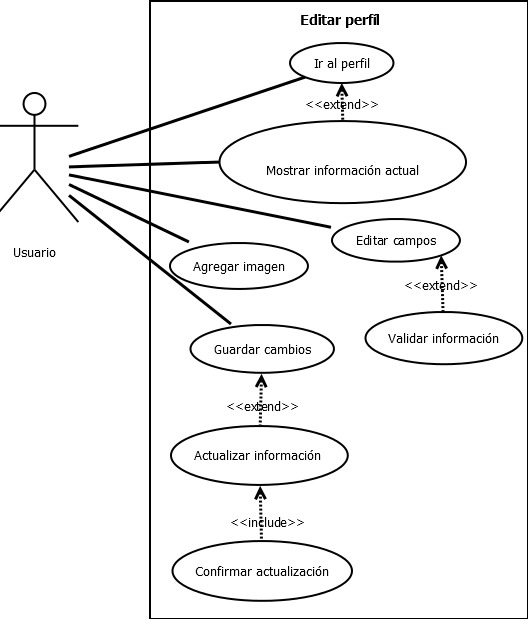 Editar perfíl
Ir al perfil
<<extend>>
Mostrar información actual
Usuario
Editar campos
Agregar imagen
<<extend>>
Guardar cambios
Validar información
<<extend>>
Actualizar información
<<include>>
Confirmar actualización